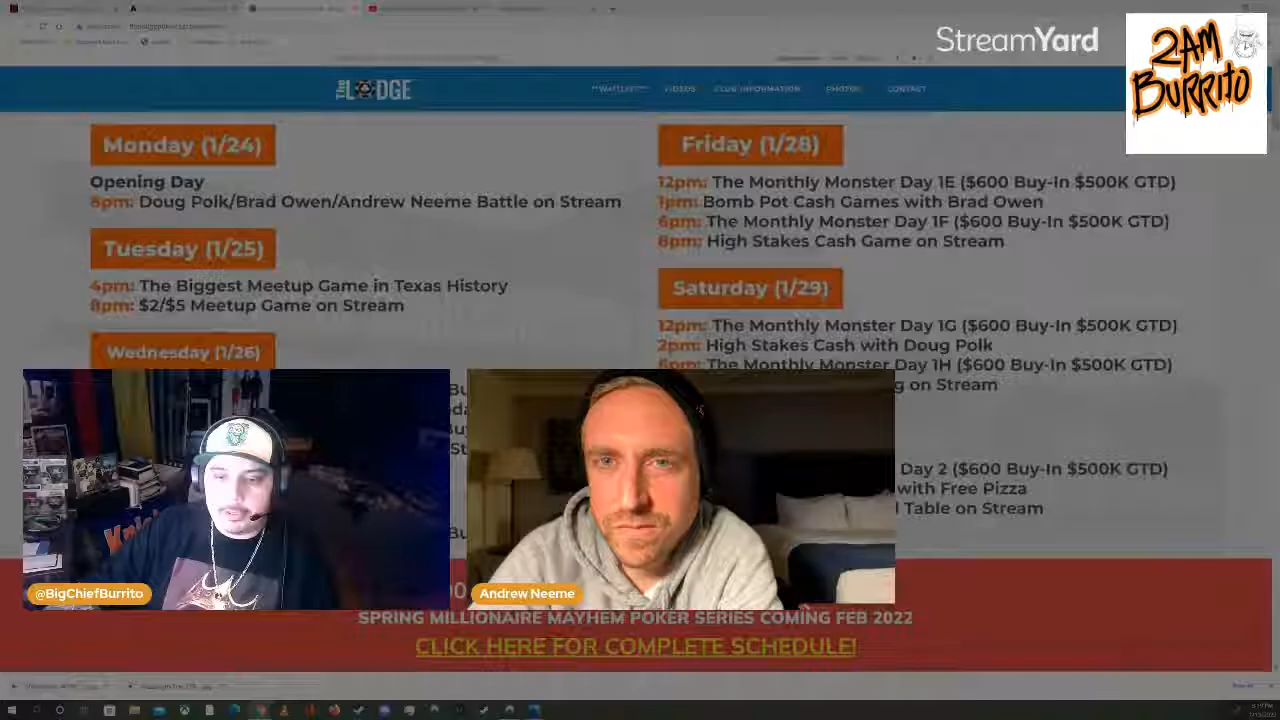 StreamYard
2AM
BURRITO
The
LODGE
**WAITLIST**
VIDEOS
CLUB INFORMATION
PHOTOS
CONTACT
Monday (1/24)
Opening Day
8pm: Doug Polk/Brad Owen/Andrew Neeme Battle on Stream
Tuesday (1/25)
4pm: The Biggest Meetup Game in Texas History
8pm: $2/$5 Meetup Game on Stream
Wednesday (1/26)
Friday (1/28)
12pm: The Monthly Monster Day 1E ($600 Buy-In $500K GTD)
1pm: Bomb Pot Cash Games with Brad Owen
6pm: The Monthly Monster Day 1F ($600 Buy-In $500K GTD)
8pm: High Stakes Cash Game on Stream
Saturday (1/29)
12pm: The Monthly Monster Day 1G ($600 Buy-In $500K GTD)
2pm: High Stakes Cash with Doug Polk
6pm: The Monthly Monster Day 1H ($600 Buy-In $500K GTD)
on Stream
Day 2 ($600 Buy-In $500K GTD)
with Free Pizza
Table on Stream
@BigChiefBurrito
Andrew Neeme
SPRING MILLIONAIRE MAYHEM POKER SERIES COMING FEB 2022
CLICK HERE FOR COMPLETE SCHEDULE!